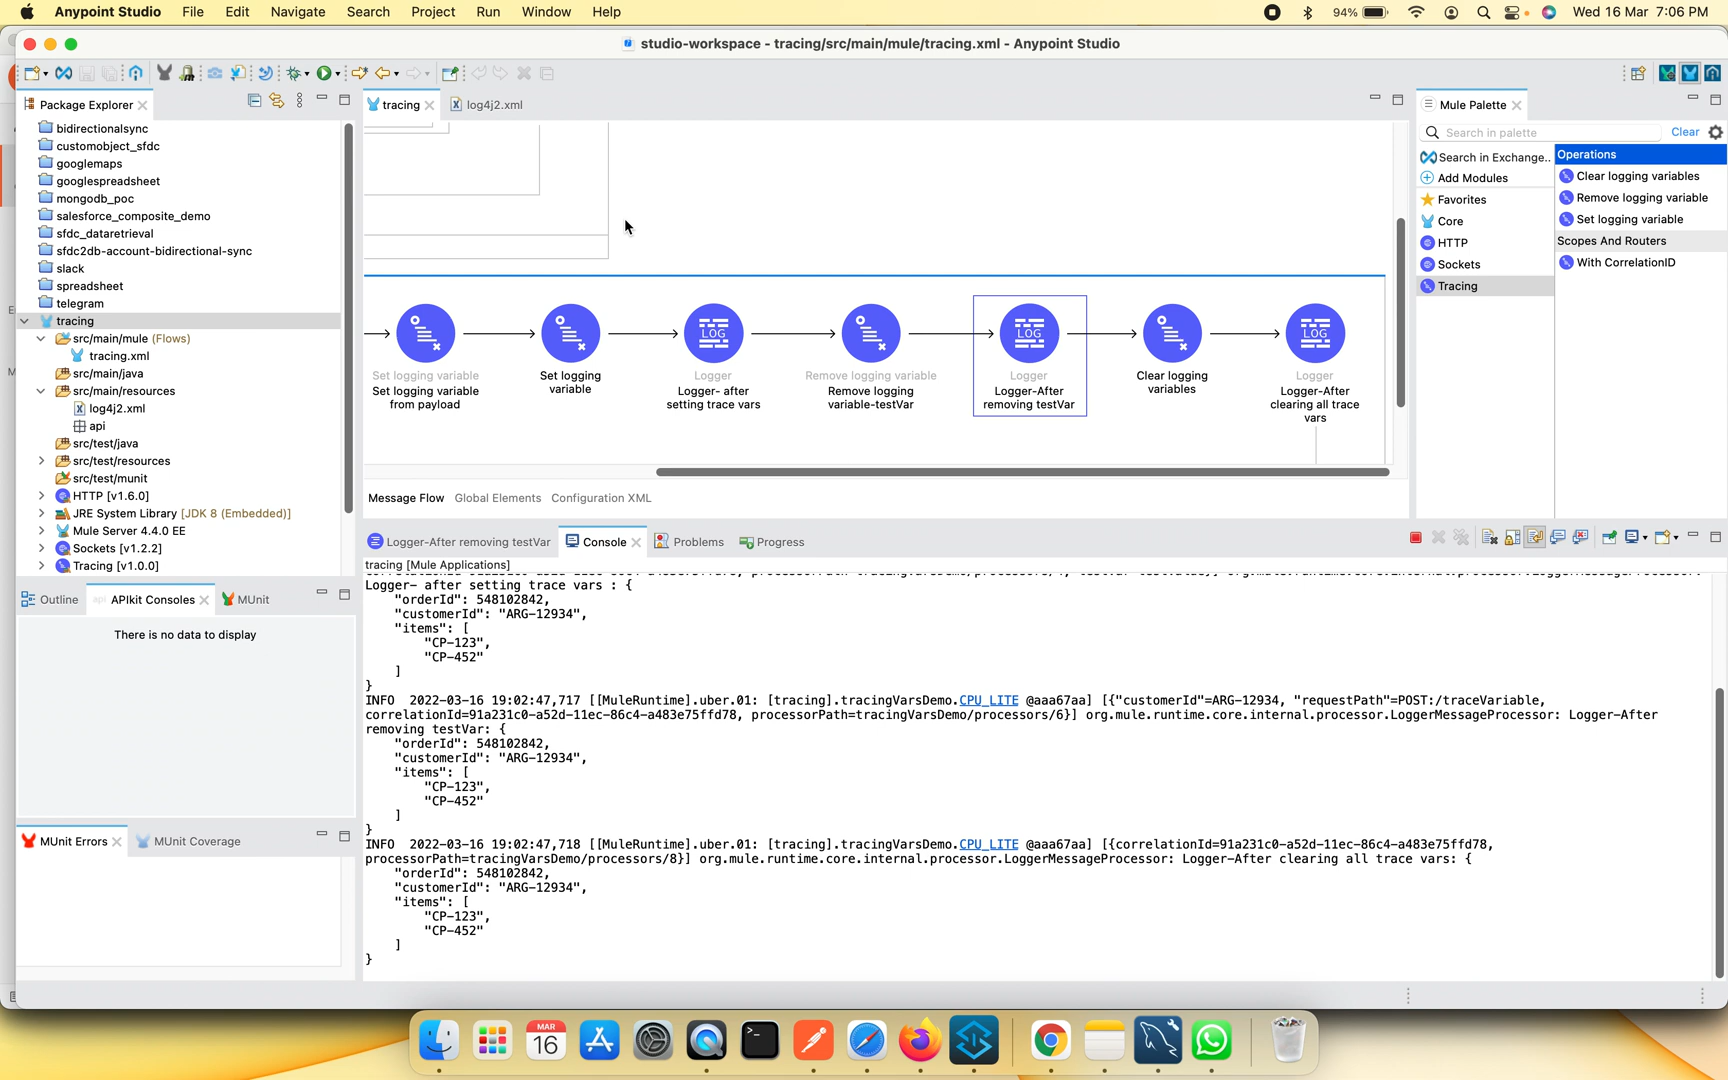 Anypoint Studio File Edit Navigate Search Project Run Window Help
94% Wed 16 Mar 7:06 PM
studio-workspace - tracing/src/main/mule/tracing.xml - Anypoint Studio
Package Explorer
bidirectionalsync
customobject_sfdc
googlemaps
googlespreadsheet
mongodb_poc
salesforce_composite_demo
sfdc_dataretrieval
sfdc2db-account-bidirectional-sync
slack
spreadsheet
telegram
tracing
src/main/mule (Flows)
tracing.xml
src/main/java
src/main/resources
log4j2.xml
api
src/test/java
src/test/resources
src/test/munit
HTTP [v1.6.0]
JRE System Library [JDK 8 (Embedded)]
Mule Server 4.4.0 EE
Sockets [v1.2.2]
Tracing [v1.0.0]
tracing
log4j2.xml
Set logging variable
Set logging variable
from payload
Set logging
variable
LOG
Logger
Logger- after
setting trace vars
Remove logging variable
Remove logging
variable-testVar
LOG
Logger
Logger-After
removing testVar
Clear logging
variables
LOG
Logger
Logger-After
clearing all trace
vars
Message Flow Global Elements Configuration XML
Mule Palette
Search in palette
Clear
Search in Exchange..
Add Modules
Favorites
Core
HTTP
Sockets
Tracing
Operations
Clear logging variables
Remove logging variable
Set logging variable
Scopes And Routers
With CorrelationID
Outline
APIkit Consoles
MUnit
There is no data to display
MUnit Errors
MUnit Coverage
Logger-After removing testVar
Console
Problems
Progress
tracing [Mule Applications]
Logger- after setting trace vars : {
"orderId": 548102842,
"customerId": "ARG-12934",
"items": [
"CP-123",
"CP-452"
]
}
INFO 2022-03-16 19:02:47,717 [[MuleRuntime].uber.01: [tracing].tracingVarsDemo.CPU_LITE @aaa67aa] [{"customerId"=ARG-12934, "requestPath"=POST:/traceVariable,
correlationId=91a231c0-a52d-11ec-86c4-a483e75ffd78, processorPath=tracingVarsDemo/processors/6}] org.mule.runtime.core.internal.processor.LoggerMessageProcessor: Logger-After
removing testVar: {
"orderId": 548102842,
"customerId": "ARG-12934",
"items": [
"CP-123",
"CP-452"
]
}
INFO 2022-03-16 19:02:47,718 [[MuleRuntime].uber.01: [tracing].tracingVarsDemo.CPU_LITE @aaa67aa] [{correlationId=91a231c0-a52d-11ec-86c4-a483e75ffd78,
processorPath=tracingVarsDemo/processors/8}] org.mule.runtime.core.internal.processor.LoggerMessageProcessor: Logger-After clearing all trace vars: {
"orderId": 548102842,
"customerId": "ARG-12934",
"items": [
"CP-123",
"CP-452"
]
}
MAR
16